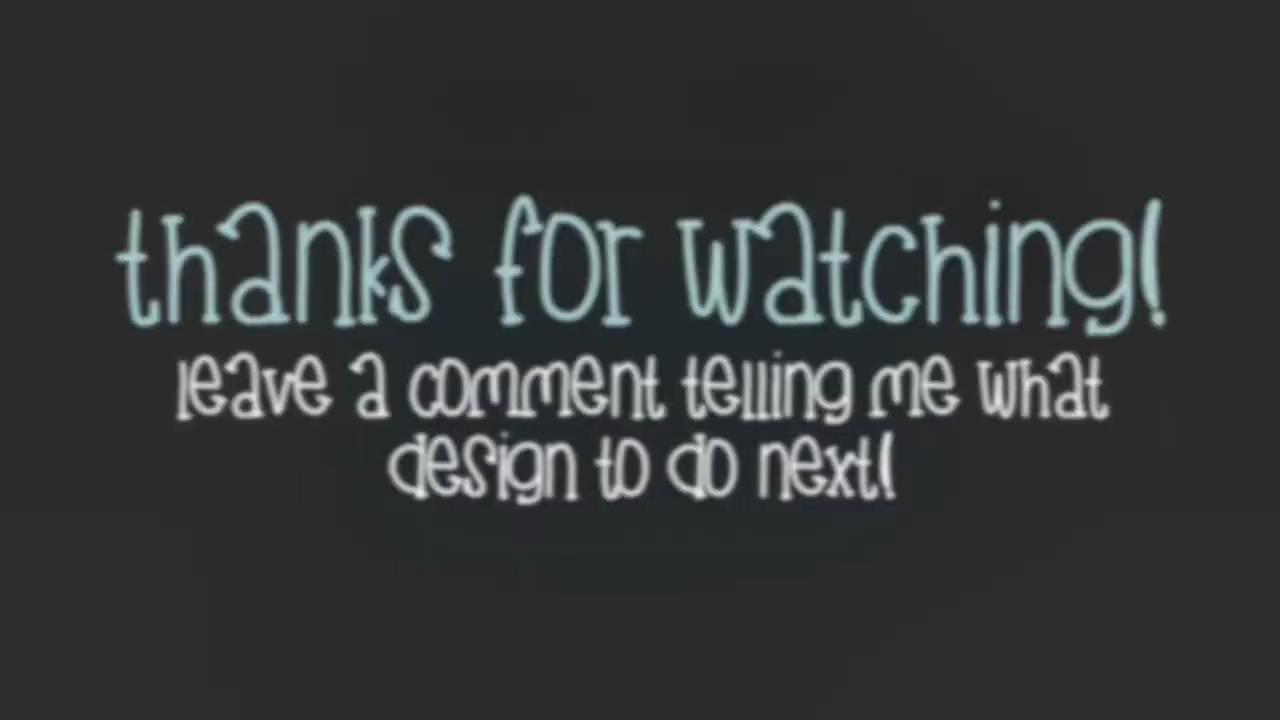 thanks for watching!
leave a comment telling me what
design to do next!